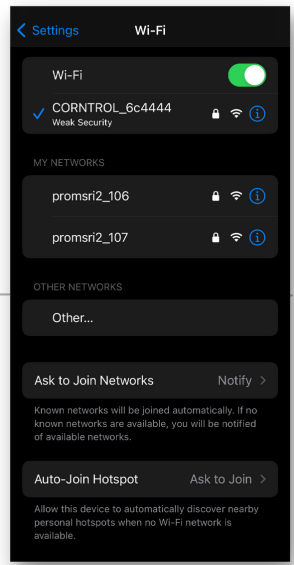 Settings Wi-Fi
Wi-Fi
CORNTROL_6c4444
Weak Security
MY NETWORKS
promsri2_106
promsri2_107
OTHER NETWORKS
Other...
Ask to Join Networks Notify
Known networks will be joined automatically. If no
known networks are available, you will be notified
of available networks.
Auto-Join Hotspot Ask to Join
Allow this device to automatically discover nearby
personal hotspots when no Wi-Fi network is
available.